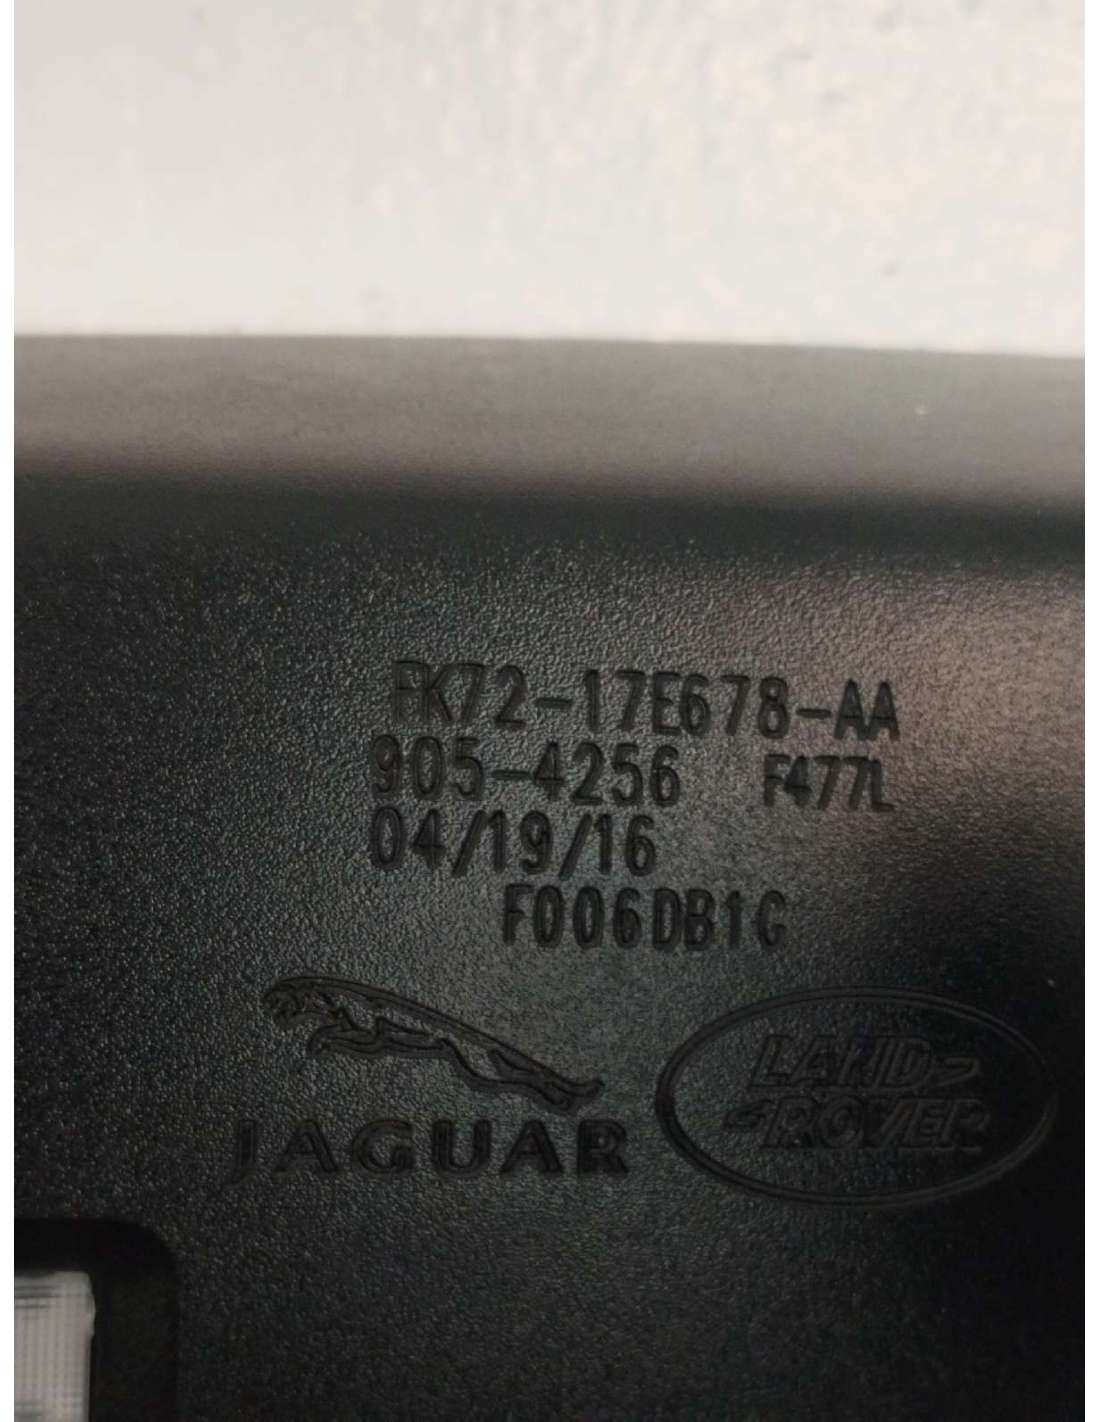 FK72-17E678-AA
905-4256 F477L
04/19/16
F006DB1C
JAGUAR
LAND
ROVER